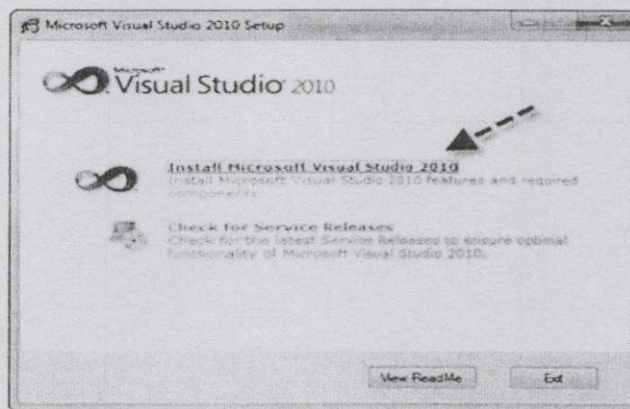 Microsoft Visual Studio 2010 Setup
Microsoft
Visual Studio 2010
Install Microsoft Visual Studio 2010
Install Microsoft Visual Studio 2010 features and required
components.
Check for Service Releases
Check for the latest Service Releases to ensure optimal
functionality of Microsoft Visual Studio 2010.
View ReadMe
Exit